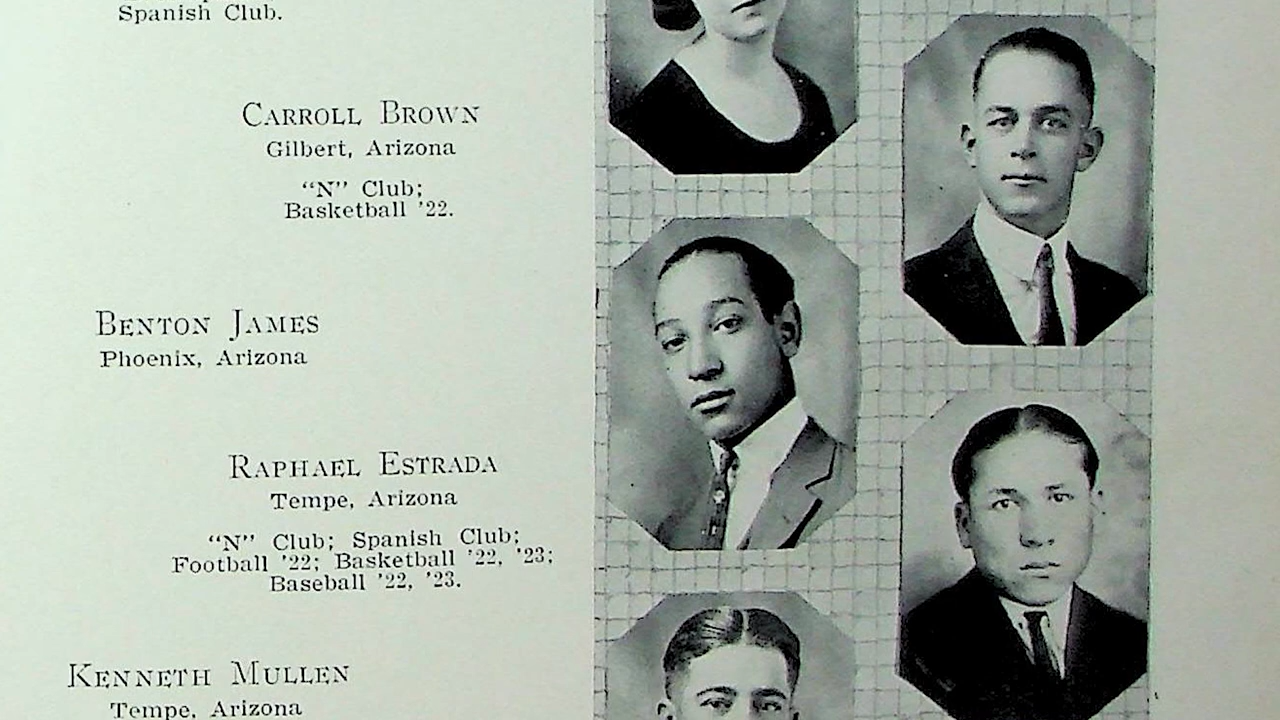 Spanish Club.
CARROLL BROWN
Gilbert, Arizona
“N” Club;
Basketball ’22.
BENTON JAMES
Phoenix, Arizona
RAPHAEL ESTRADA
Tempe, Arizona
“N” Club; Spanish Club;
Football ’22; Basketball ’22, ’23;
Baseball ’22, ’23.
KENNETH MULLEN
Tempe, Arizona